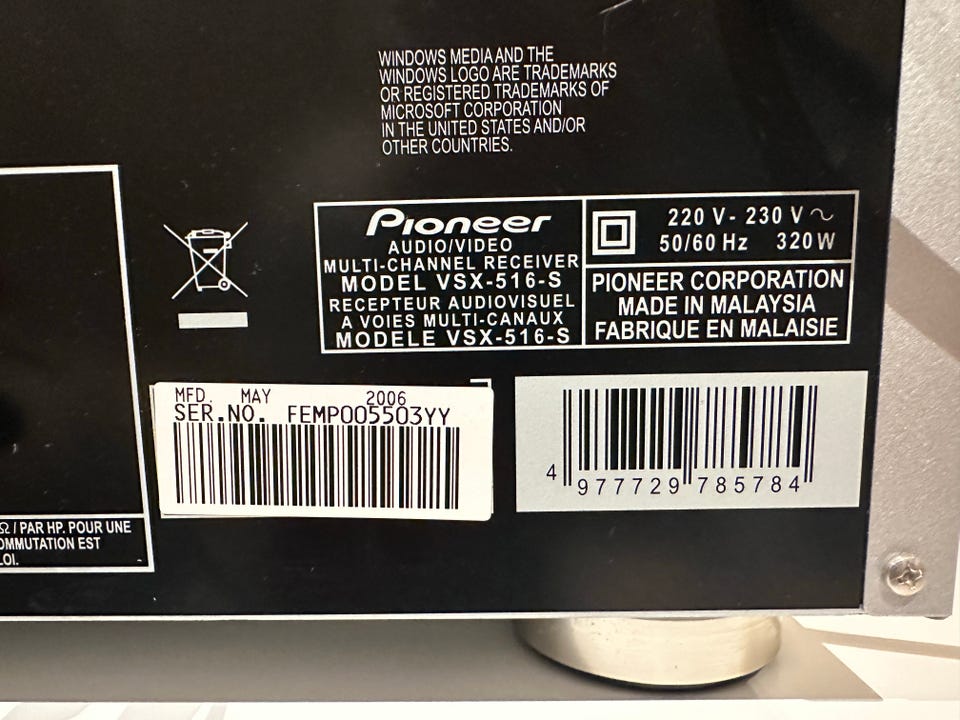 WINDOWS MEDIA AND THE
WINDOWS LOGO ARE TRADEMARKS
OR REGISTERED TRADEMARKS OF
MICROSOFT CORPORATION
IN THE UNITED STATES AND/OR
OTHER COUNTRIES.
Pioneer
AUDIO/VIDEO
MULTI-CHANNEL RECEIVER
MODEL VSX-516-S
RECEPTEUR AUDIOVISUEL
A VOIES MULTI-CANAUX
MODELE VSX-516-S
220 V - 230 V ~
50/60 Hz 320 W
PIONEER CORPORATION
MADE IN MALAYSIA
FABRIQUE EN MALAISIE
MFD. MAY 2006
SER.NO. FEMP005503YY
4 977729 785784
Ω / PAR HP. POUR UNE
OMMUTATION EST
LOI.